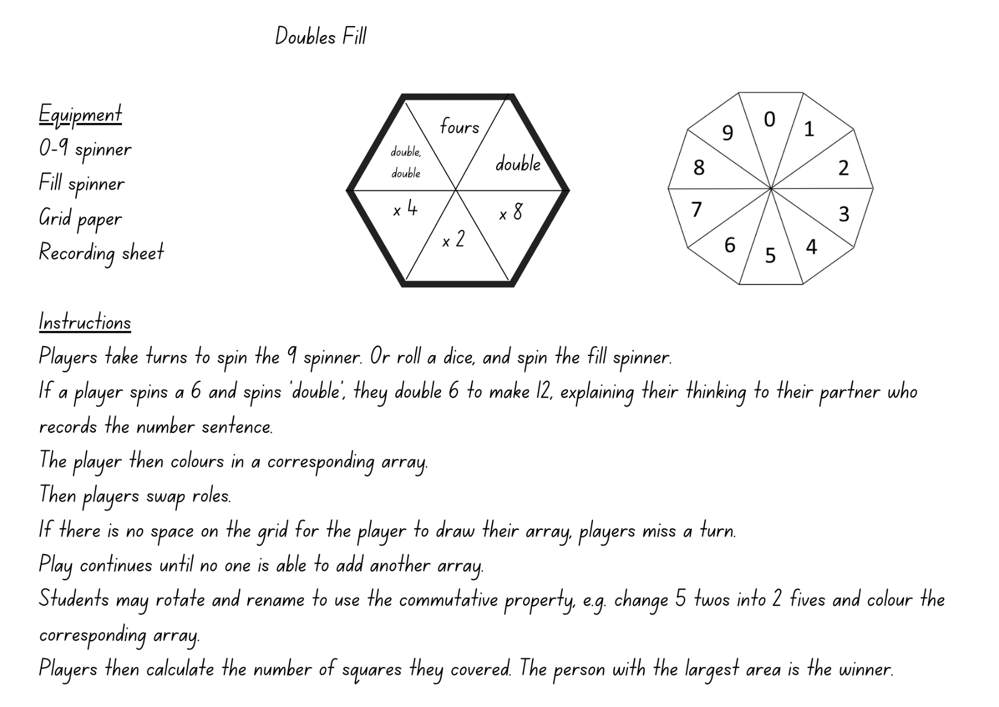 Doubles Fill
Equipment
0-9 spinner
Fill spinner
Grid paper
Recording sheet
fours
double
x 8
x 2
x 4
double,
double
0
1
2
3
4
5
6
7
8
9
Instructions
Players take turns to spin the 9 spinner. Or roll a dice, and spin the fill spinner.
If a player spins a 6 and spins 'double', they double 6 to make 12, explaining their thinking to their partner who
records the number sentence.
The player then colours in a corresponding array.
Then players swap roles.
If there is no space on the grid for the player to draw their array, players miss a turn.
Play continues until no one is able to add another array.
Students may rotate and rename to use the commutative property, e.g. change 5 twos into 2 fives and colour the
corresponding array.
Players then calculate the number of squares they covered. The person with the largest area is the winner.